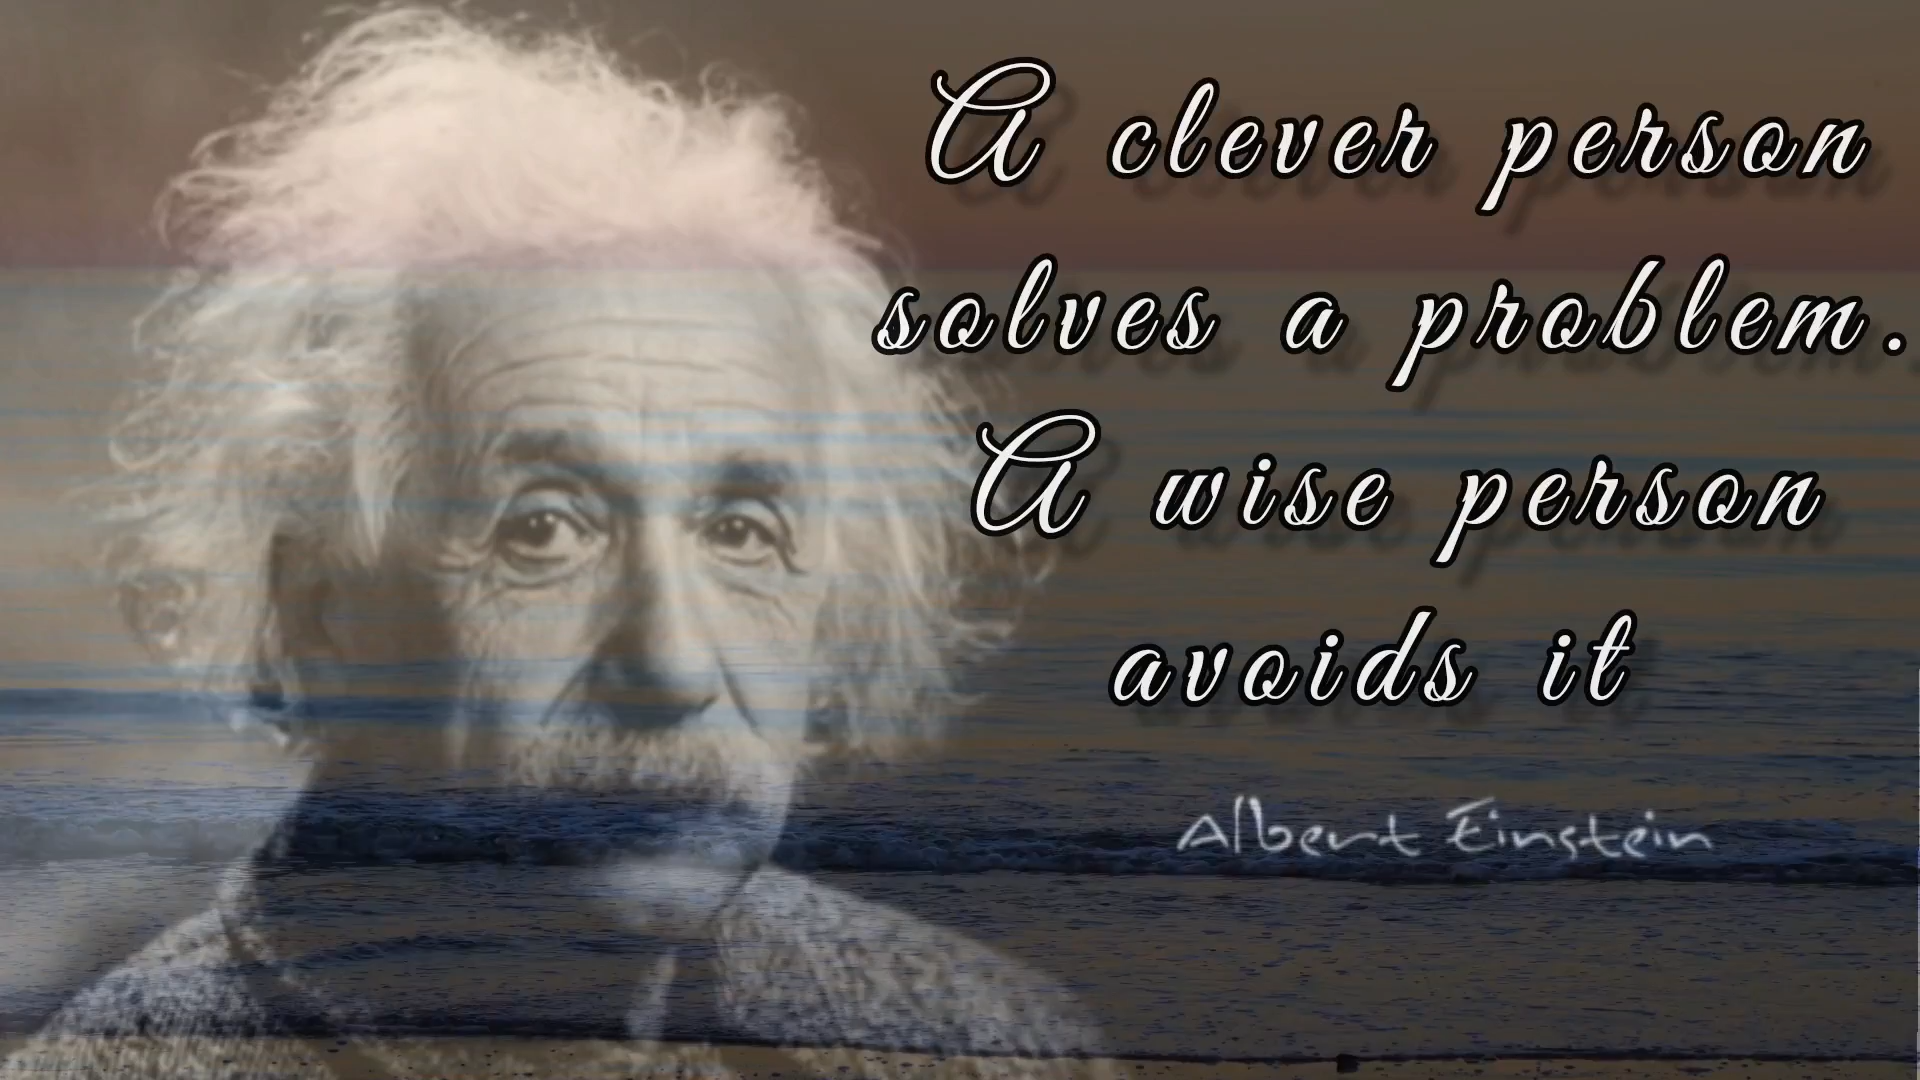 A clever person
solves a problem.
A wise person
avoids it
Albert Einstein